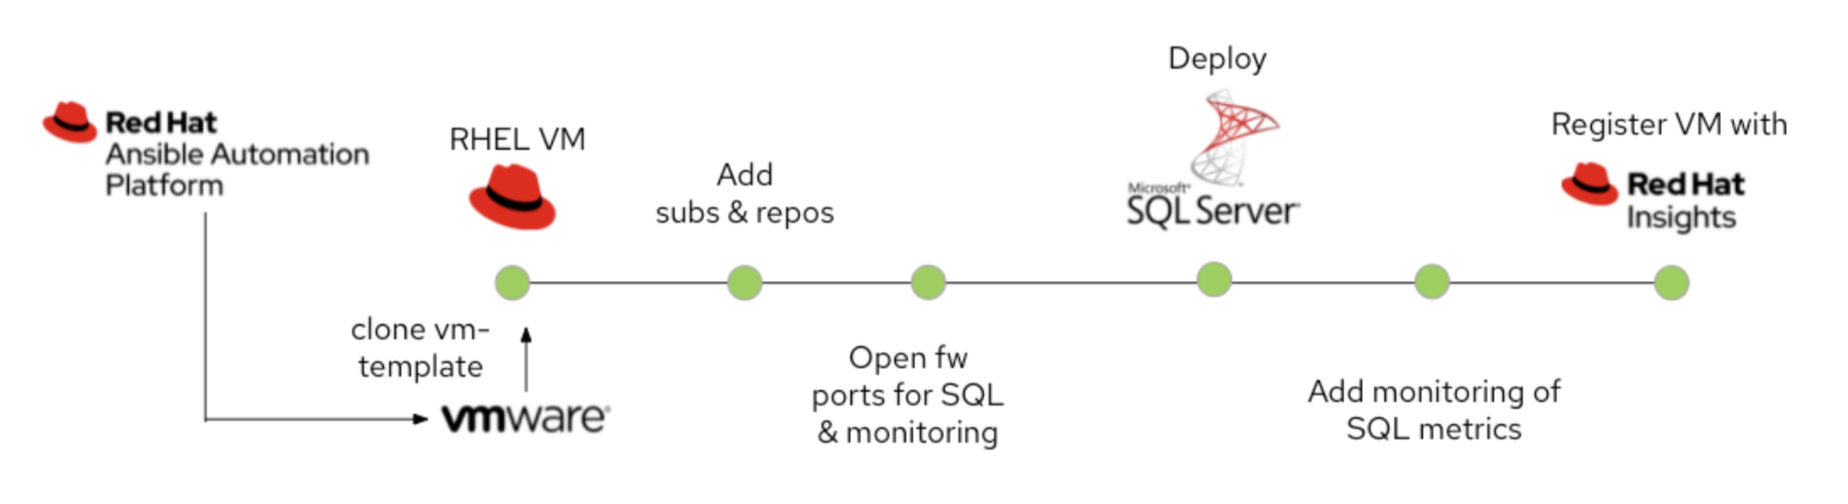 Red Hat
Ansible Automation
Platform
RHEL VM
clone vm-
template
vmware®
Add
subs & repos
Open fw
ports for SQL
& monitoring
Deploy
Microsoft®
SQL Server
Add monitoring of
SQL metrics
Register VM with
Red Hat
Insights